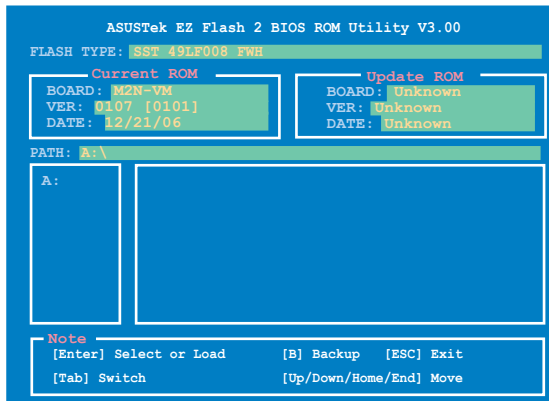 ASUSTek EZ Flash 2 BIOS ROM Utility V3.00
FLASH TYPE: SST 49LF008 FWH
Current ROM
BOARD: M2N-VM
VER: 0107 [0101]
DATE: 12/21/06
Update ROM
BOARD: Unknown
VER: Unknown
DATE: Unknown
PATH: A:\
A:
Note
[Enter] Select or Load [B] Backup [ESC] Exit
[Tab] Switch [Up/Down/Home/End] Move